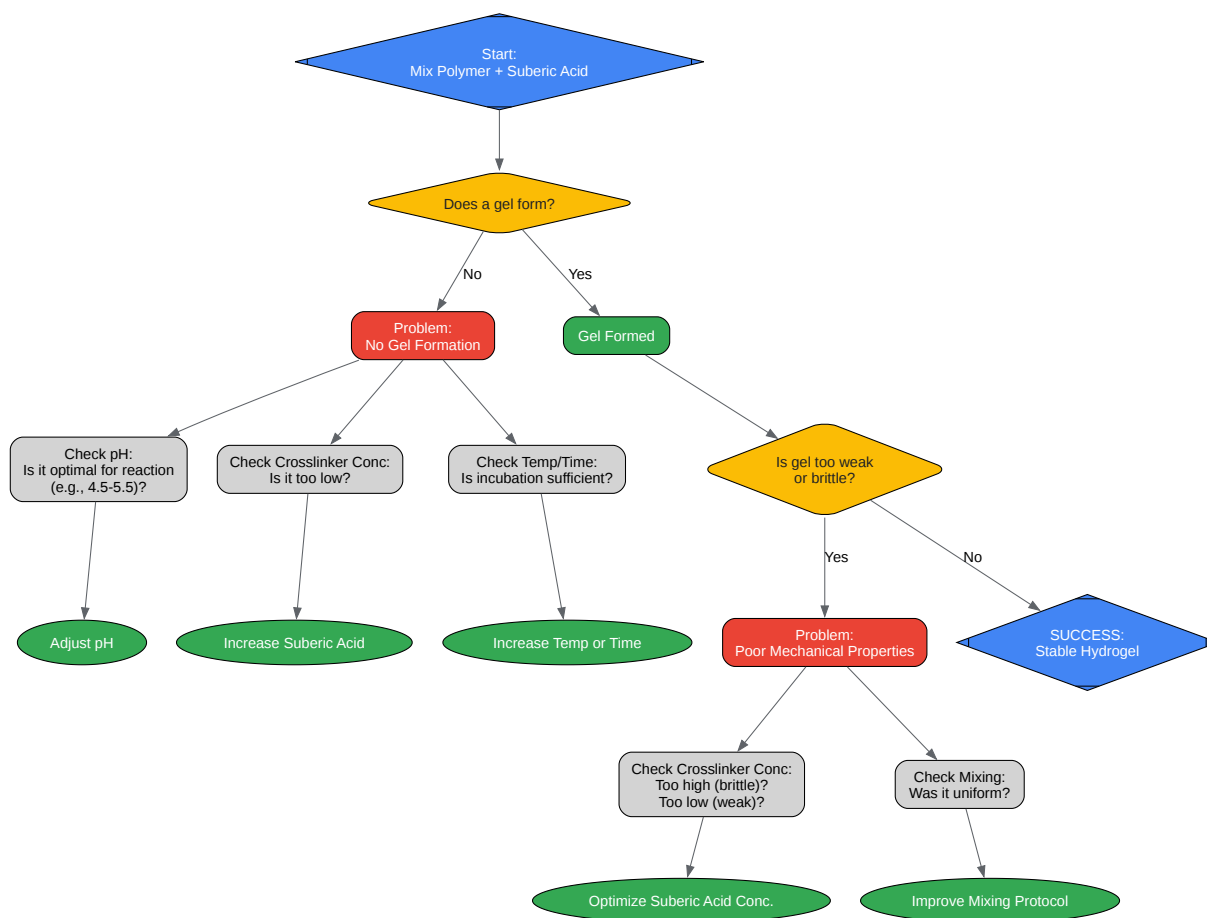 Start:
Mix Polymer + Suberic Acid
Does a gel form?
No
Yes
Problem:
No Gel Formation
Gel Formed
Check pH:
Is it optimal for reaction
(e.g., 4.5-5.5)?
Check Crosslinker Conc:
Is it too low?
Check Temp/Time:
Is incubation sufficient?
Is gel too weak
or brittle?
Yes
No
Adjust pH
Increase Suberic Acid
Increase Temp or Time
Problem:
Poor Mechanical Properties
SUCCESS:
Stable Hydrogel
Check Crosslinker Conc:
Too high (brittle)?
Too low (weak)?
Check Mixing:
Was it uniform?
Optimize Suberic Acid Conc.
Improve Mixing Protocol